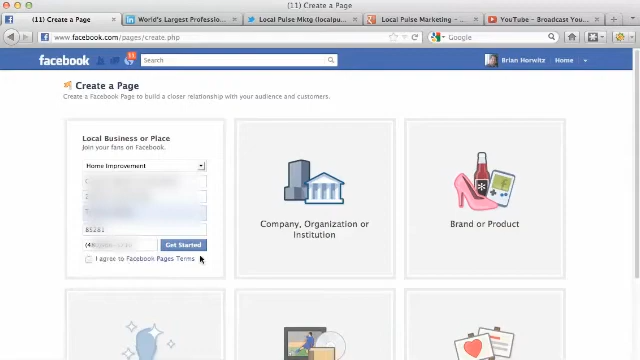 (11) Create a Page
(11) Create a Page
World's Largest Professio...
Local Pulse Mktg (localpu...
Local Pulse Marketing - ...
YouTube - Broadcast You...
www.facebook.com/pages/create.php
Google
facebook
11
Search
Brian Horwitz
Home
Create a Page
Create a Facebook Page to build a closer relationship with your audience and customers.
Local Business or Place
Join your fans on Facebook.
Home Improvement
85281
Get Started
I agree to Facebook Pages Terms
Company, Organization or
Institution
Brand or Product